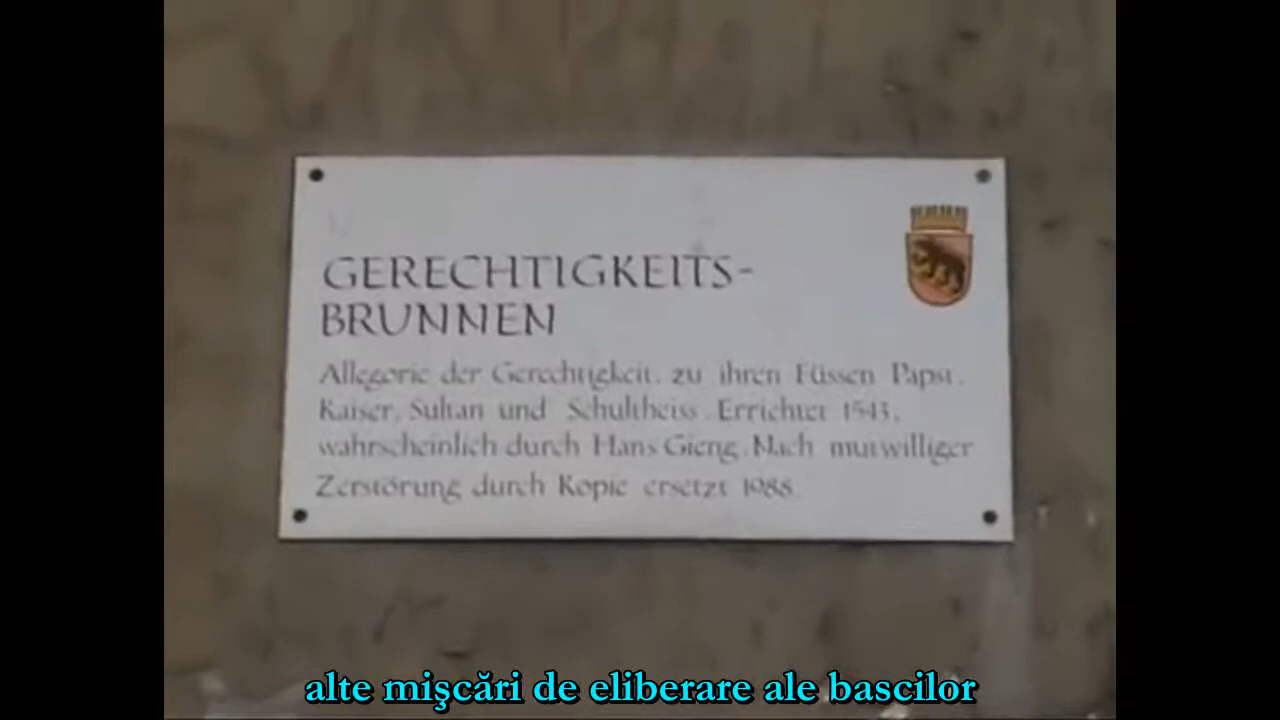 GERECHTIGKEITS-
BRUNNEN
Allegorie der Gerechtigkeit, zu ihren Füssen Papst,
Kaiser, Sultan und Schultheiss. Errichtet 1543,
wahrscheinlich durch Hans Gieng. Nach mutwilliger
Zerstörung durch Kopie ersetzt 1988.
alte mişcări de eliberare ale bascilor